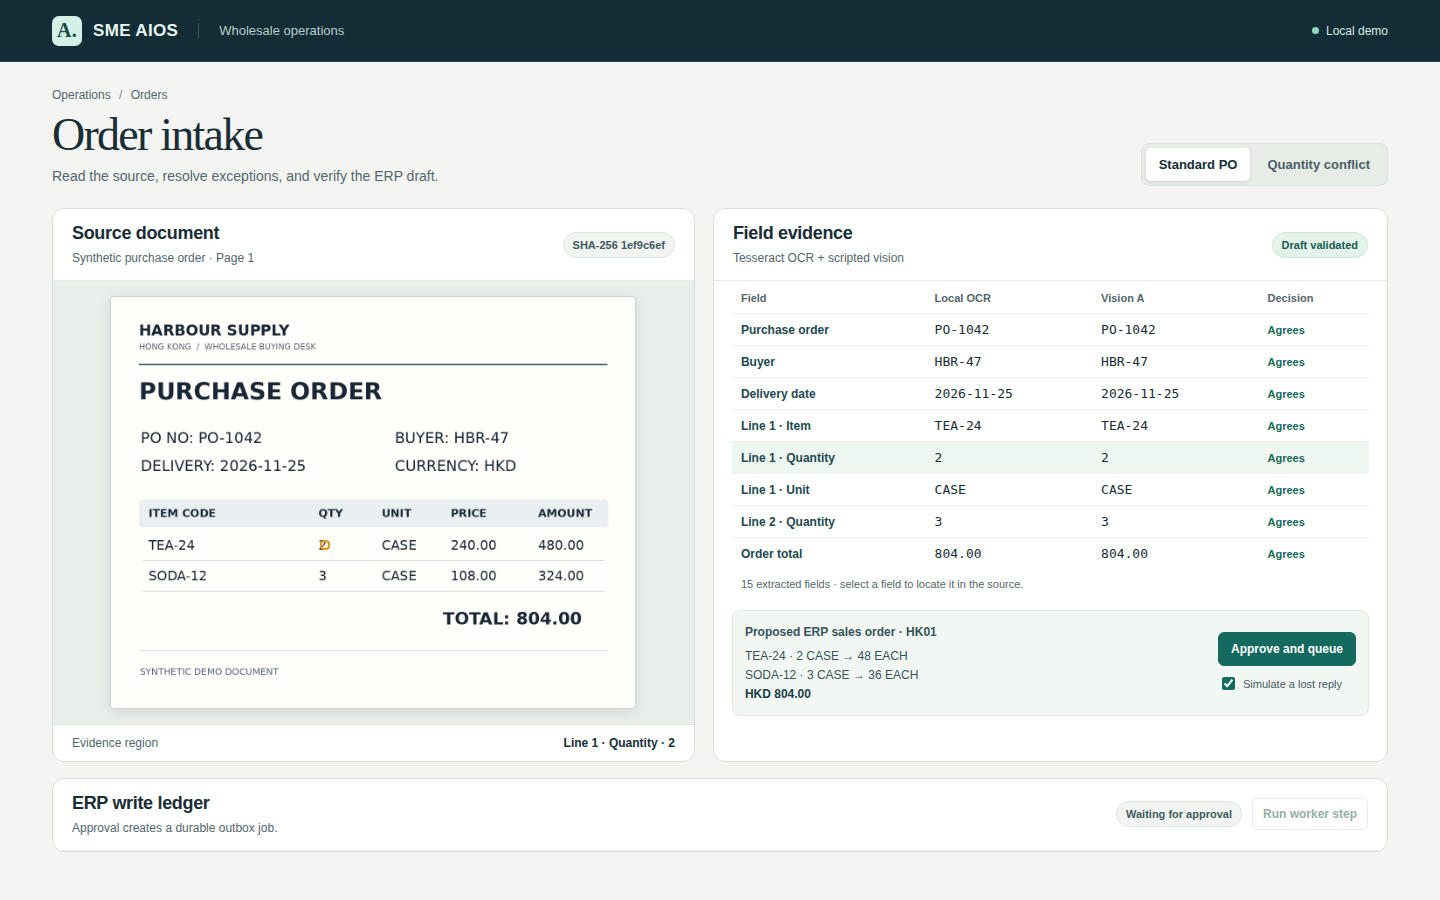 A. SME AIOS Wholesale operations Local demo
Operations / Orders
Order intake
Read the source, resolve exceptions, and verify the ERP draft.
Standard PO Quantity conflict
Source document
Synthetic purchase order · Page 1
SHA-256 1ef9c6ef
HARBOUR SUPPLY
HONG KONG / WHOLESALE BUYING DESK
PURCHASE ORDER
PO NO: PO-1042 BUYER: HBR-47
DELIVERY: 2026-11-25 CURRENCY: HKD
ITEM CODE QTY UNIT PRICE AMOUNT
TEA-24 2 CASE 240.00 480.00
SODA-12 3 CASE 108.00 324.00
TOTAL: 804.00
SYNTHETIC DEMO DOCUMENT
Evidence region Line 1 · Quantity · 2
Field evidence
Tesseract OCR + scripted vision
Draft validated
Field Local OCR Vision A Decision
Purchase order PO-1042 PO-1042 Agrees
Buyer HBR-47 HBR-47 Agrees
Delivery date 2026-11-25 2026-11-25 Agrees
Line 1 · Item TEA-24 TEA-24 Agrees
Line 1 · Quantity 2 2 Agrees
Line 1 · Unit CASE CASE Agrees
Line 2 · Quantity 3 3 Agrees
Order total 804.00 804.00 Agrees
15 extracted fields · select a field to locate it in the source.
Proposed ERP sales order · HK01
TEA-24 · 2 CASE → 48 EACH
SODA-12 · 3 CASE → 36 EACH
HKD 804.00
Approve and queue
Simulate a lost reply
ERP write ledger
Approval creates a durable outbox job.
Waiting for approval Run worker step